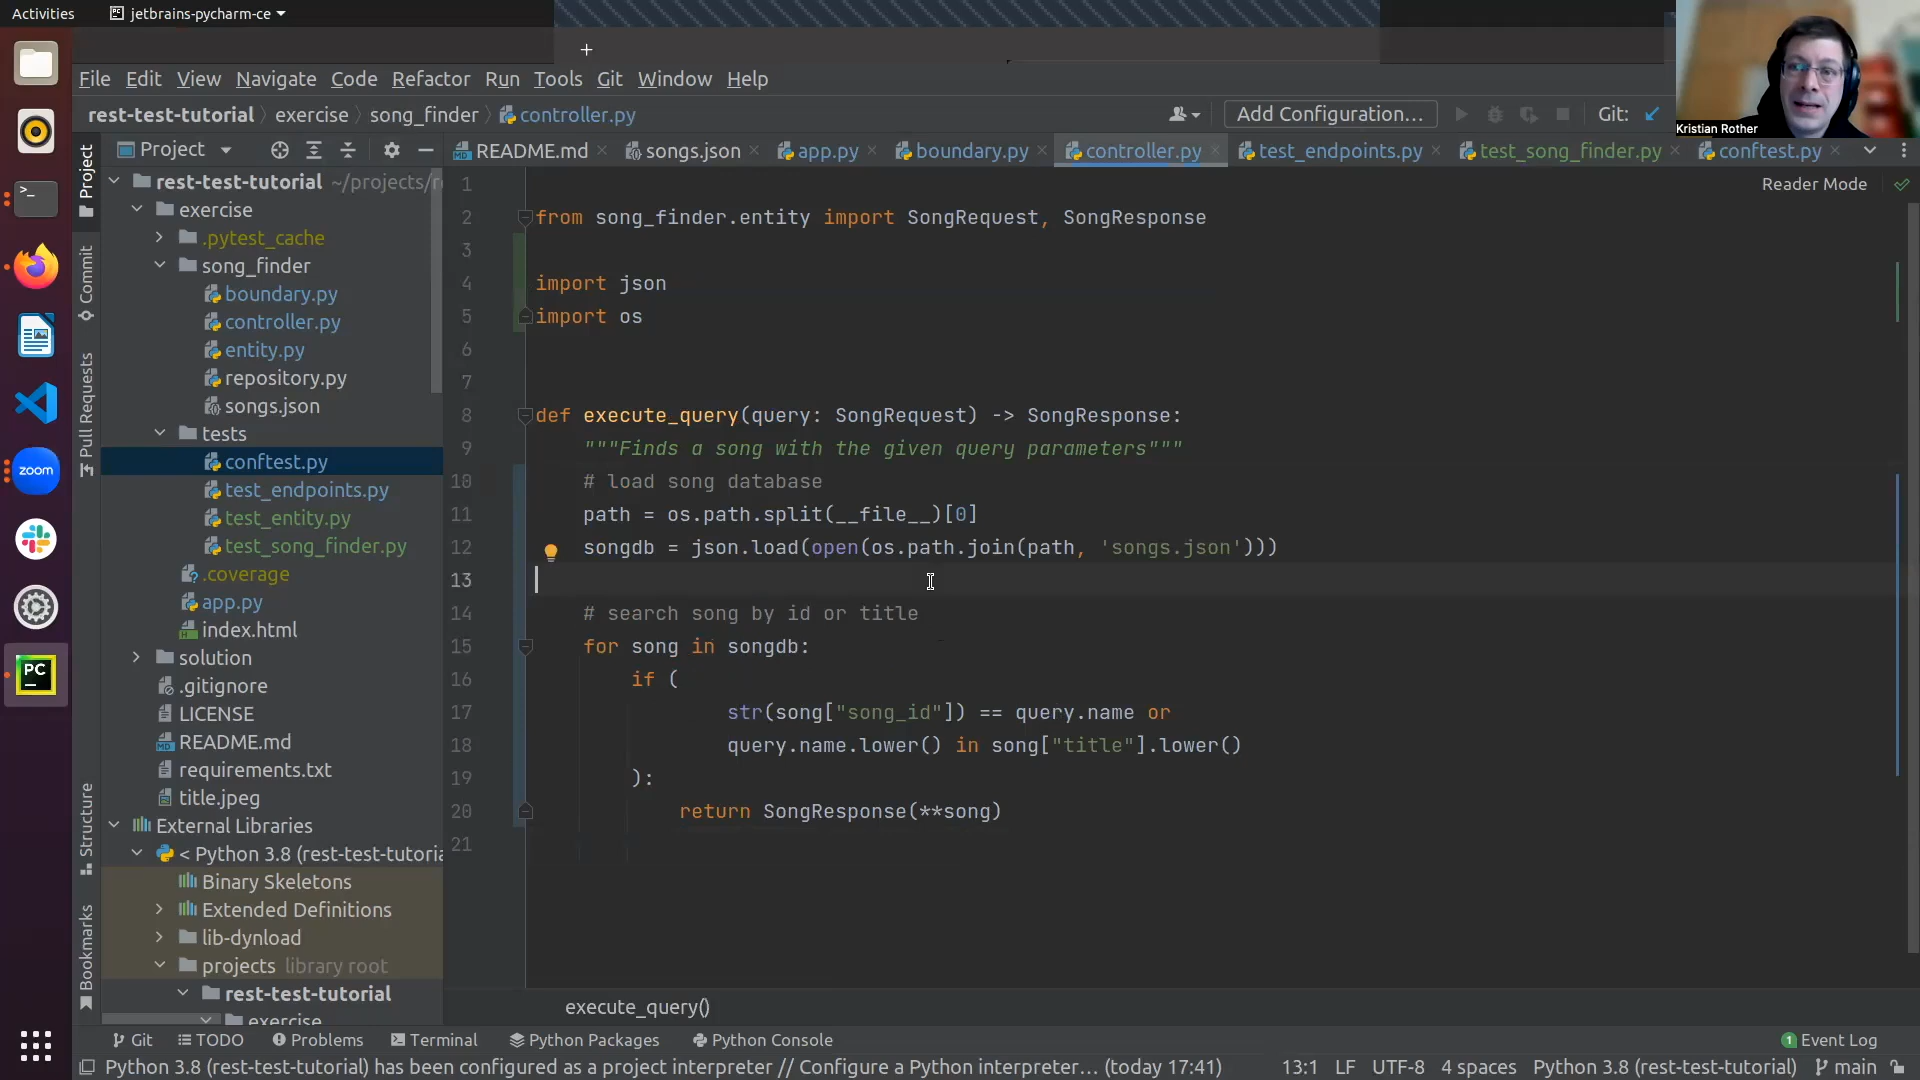 Activities
jetbrains-pycharm-ce
File Edit View Navigate Code Refactor Run Tools Git Window Help
rest-test-tutorial exercise song_finder controller.py
Add Configuration...
Git:
Kristian Rother
Project
README.md songs.json app.py boundary.py controller.py test_endpoints.py test_song_finder.py conftest.py
Reader Mode
Project
Commit
Pull Requests
Structure
Bookmarks
rest-test-tutorial ~/projects/r
exercise
.pytest_cache
song_finder
boundary.py
controller.py
entity.py
repository.py
songs.json
tests
conftest.py
test_endpoints.py
test_entity.py
test_song_finder.py
.coverage
app.py
index.html
solution
.gitignore
LICENSE
README.md
requirements.txt
title.jpeg
External Libraries
< Python 3.8 (rest-test-tutoria
Binary Skeletons
Extended Definitions
lib-dynload
projects library root
rest-test-tutorial
exercise
zoom
PC
1
2 from song_finder.entity import SongRequest, SongResponse
3
4 import json
5 import os
6
7
8 def execute_query(query: SongRequest) -> SongResponse:
9 """Finds a song with the given query parameters"""
10 # load song database
11 path = os.path.split(__file__)[0]
12 songdb = json.load(open(os.path.join(path, 'songs.json')))
13
14 # search song by id or title
15 for song in songdb:
16 if (
17 str(song["song_id"]) == query.name or
18 query.name.lower() in song["title"].lower()
19 ):
20 return SongResponse(**song)
21
execute_query()
Git TODO Problems Terminal Python Packages Python Console
1 Event Log
Python 3.8 (rest-test-tutorial) has been configured as a project interpreter // Configure a Python interpreter... (today 17:41)
13:1 LF UTF-8 4 spaces Python 3.8 (rest-test-tutorial) main